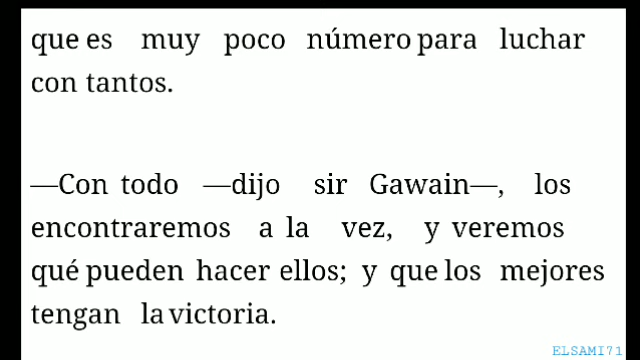 que es muy poco número para luchar
con tantos.
—Con todo —dijo sir Gawain—, los
encontraremos a la vez, y veremos
qué pueden hacer ellos; y que los mejores
tengan la victoria.
ELSAMI71